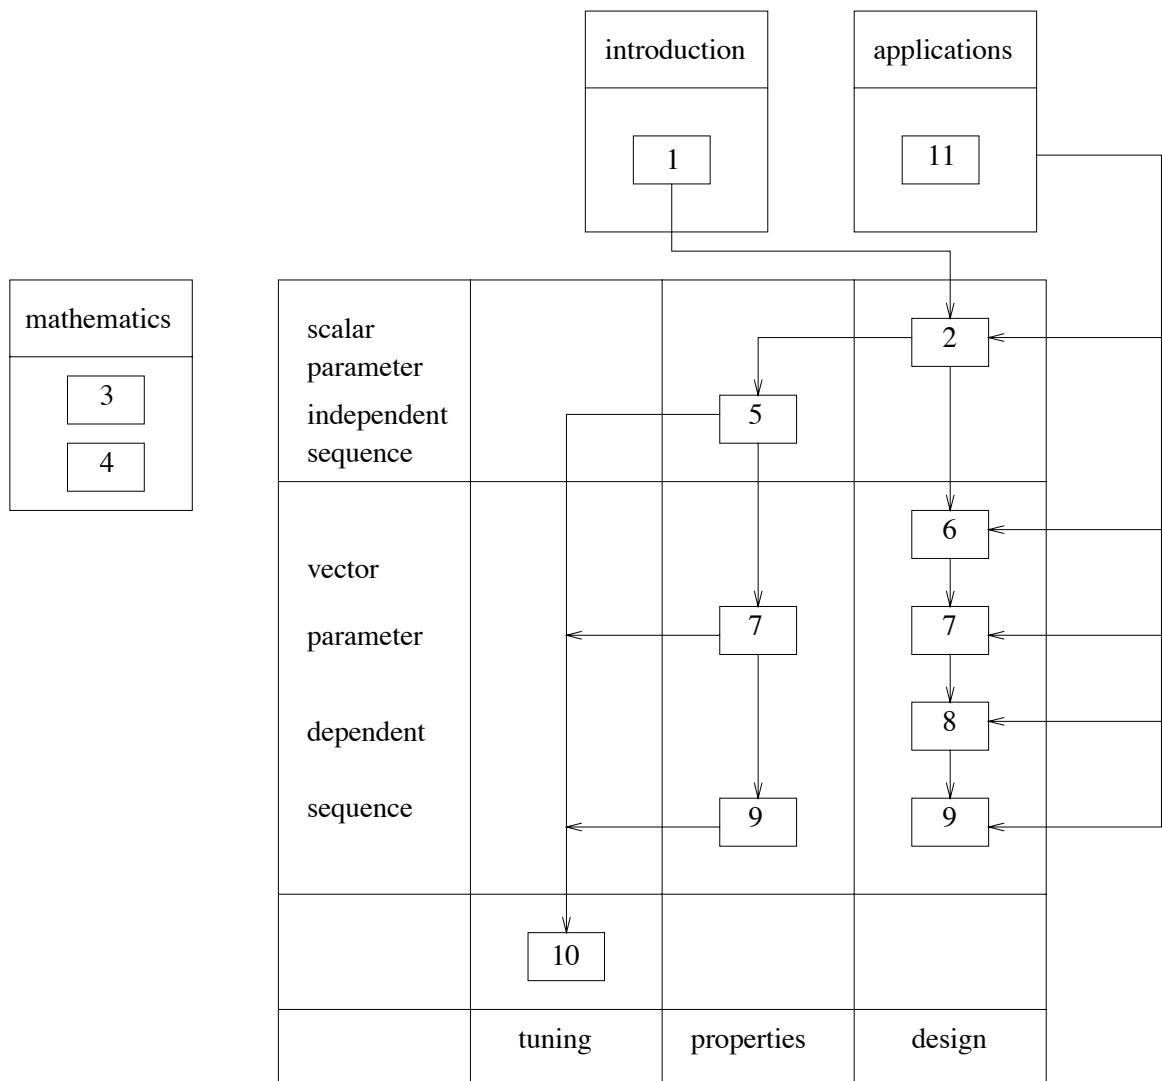 introduction
applications
1
11
mathematics
3
4
scalar
parameter
independent
sequence
2
5
vector
parameter
dependent
sequence
6
7
7
8
9
9
10
tuning
properties
design